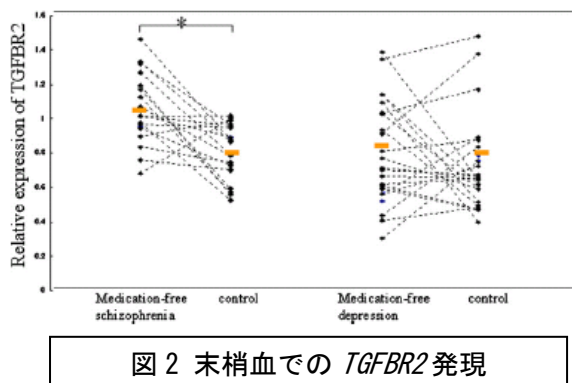 Relative expression of TGFBR2
1.6
1.4
1.2
1
0.8
0.6
0.4
0.2
0
*
Medication-free schizophrenia
control
Medication-free depression
control
図 2 末梢血での TGFBR2 発現